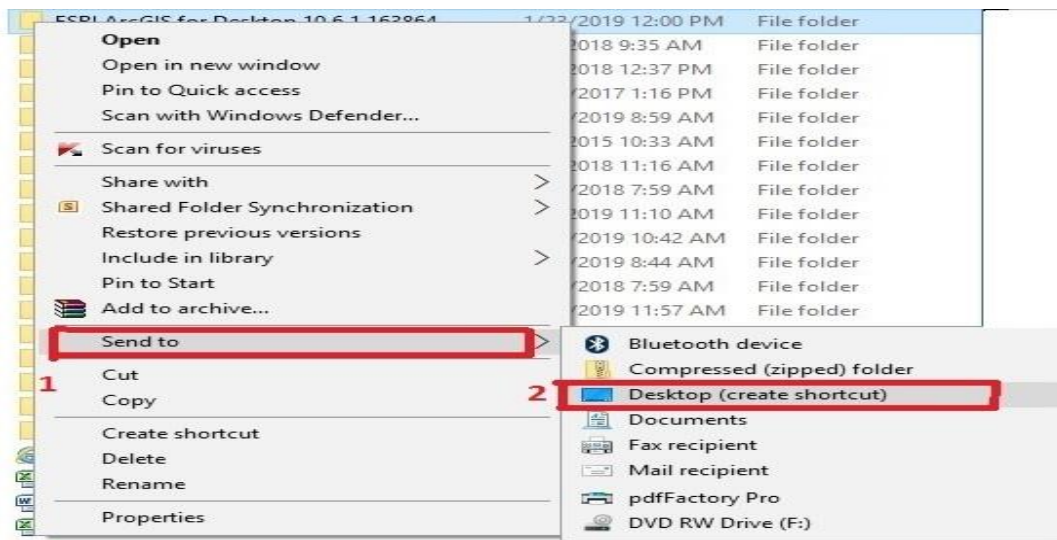 ESRI ArcGIS for Desktop 10.6.1.163864 1/23/2019 12:00 PM File folder
Open 2018 9:35 AM File folder
Open in new window 2018 12:37 PM File folder
Pin to Quick access /2017 1:16 PM File folder
Scan with Windows Defender... /2019 8:59 AM File folder
2015 10:33 AM File folder
Scan for viruses
2018 11:16 AM File folder
Share with /2018 7:59 AM File folder
Shared Folder Synchronization 2019 11:10 AM File folder
Restore previous versions /2019 10:42 AM File folder
Include in library /2019 8:44 AM File folder
Pin to Start /2018 7:59 AM File folder
Add to archive... /2019 11:57 AM File folder
Send to
1
Cut
Copy
Create shortcut
Delete
Rename
Properties
Bluetooth device
Compressed (zipped) folder
2 Desktop (create shortcut)
Documents
Fax recipient
Mail recipient
pdfFactory Pro
DVD RW Drive (F:)